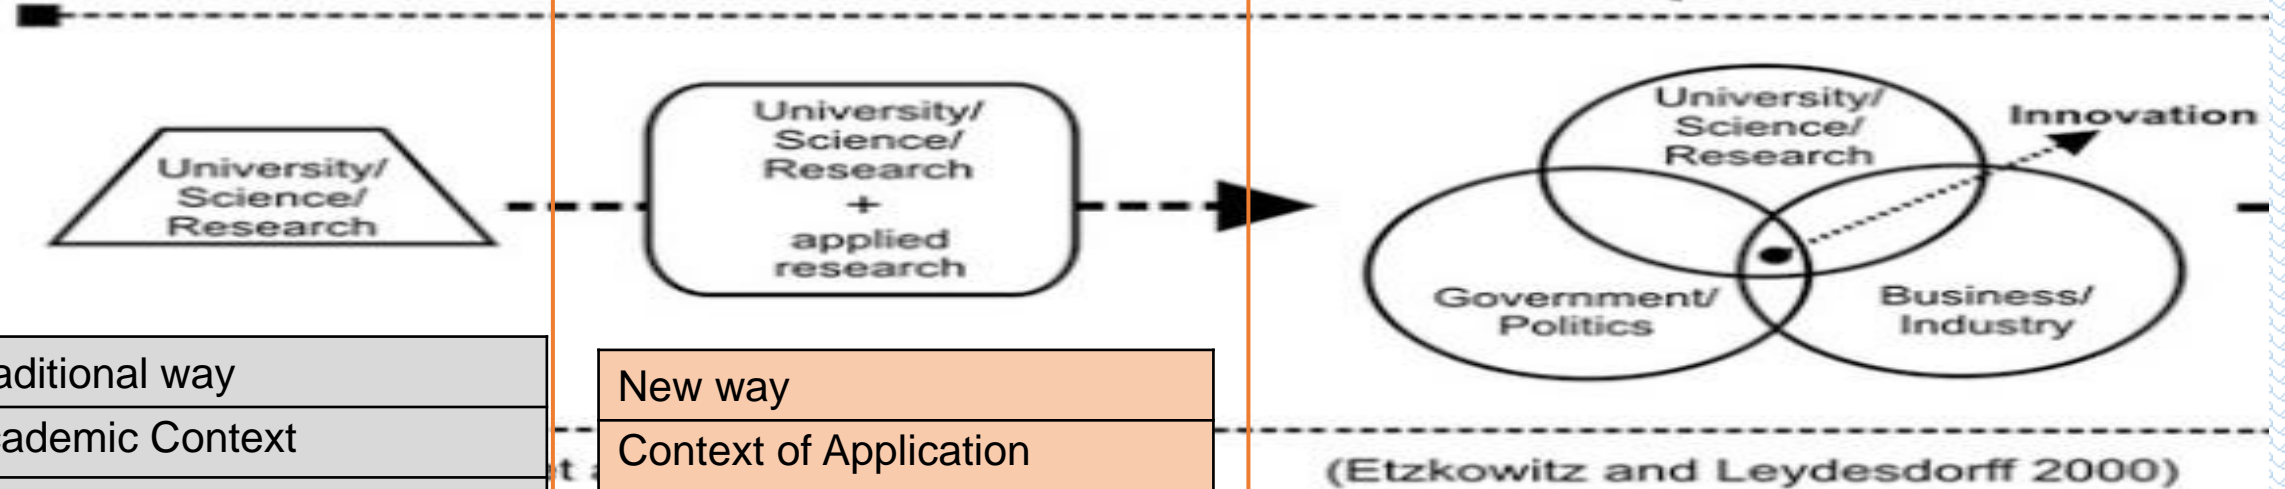 University/
Science/
Research
University/
Science/
Research
+
applied
research
University/
Science/
Research
Innovation
Government/
Politics
Business/
Industry
aditional way
ademic Context
New way
Context of Application
t
(Etzkowitz and Leydesdorff 2000)